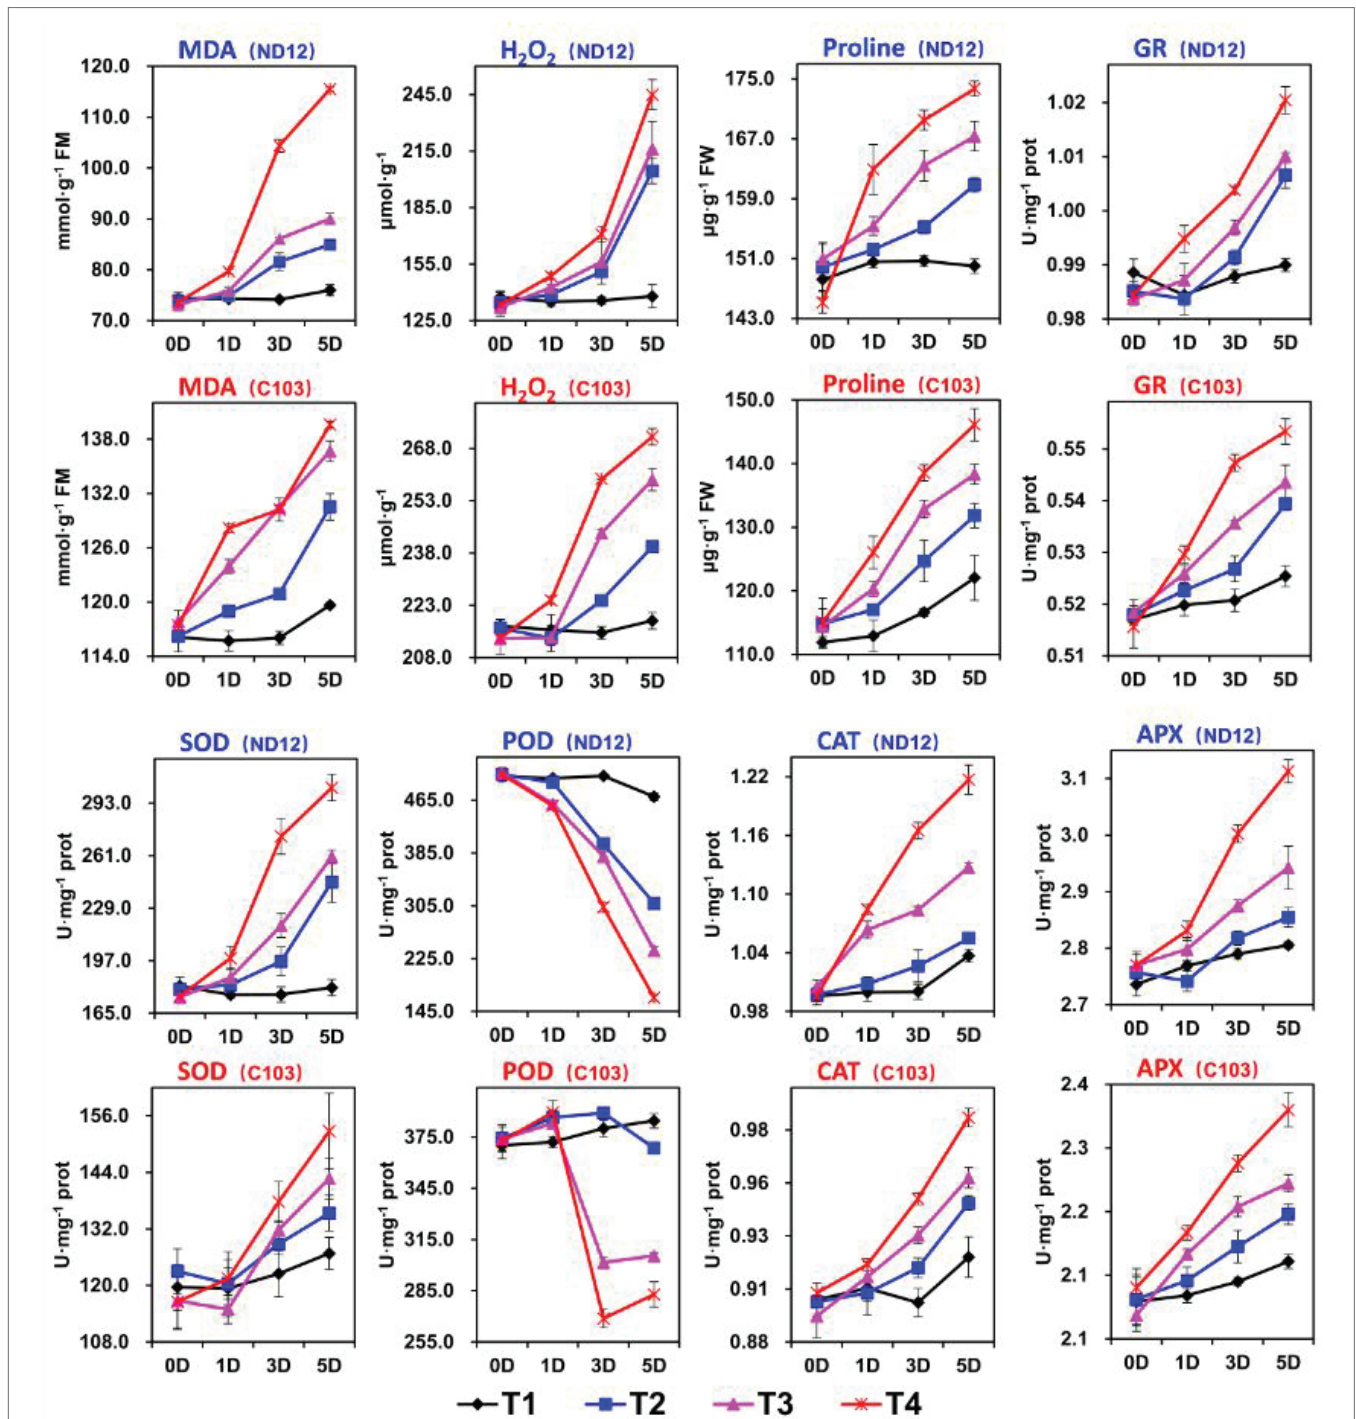 MDA (ND12)
mmol·g⁻¹ FM
120.0
110.0
100.0
90.0
80.0
70.0
0D 1D 3D 5D
H₂O₂ (ND12)
µmol·g⁻¹
245.0
215.0
185.0
155.0
125.0
0D 1D 3D 5D
Proline (ND12)
µg·g⁻¹ FW
175.0
167.0
159.0
151.0
143.0
0D 1D 3D 5D
GR (ND12)
U·mg⁻¹ prot
1.02
1.01
1.00
0.99
0.98
0D 1D 3D 5D
MDA (C103)
mmol·g⁻¹ FM
138.0
132.0
126.0
120.0
114.0
0D 1D 3D 5D
H₂O₂ (C103)
µmol·g⁻¹
268.0
253.0
238.0
223.0
208.0
0D 1D 3D 5D
Proline (C103)
µg·g⁻¹ FW
150.0
140.0
130.0
120.0
110.0
0D 1D 3D 5D
GR (C103)
U·mg⁻¹ prot
0.55
0.54
0.53
0.52
0.51
0D 1D 3D 5D
SOD (ND12)
U·mg⁻¹ prot
293.0
261.0
229.0
197.0
165.0
0D 1D 3D 5D
POD (ND12)
U·mg⁻¹ prot
465.0
385.0
305.0
225.0
145.0
0D 1D 3D 5D
CAT (ND12)
U·mg⁻¹ prot
1.22
1.16
1.10
1.04
0.98
0D 1D 3D 5D
APX (ND12)
U·mg⁻¹ prot
3.1
3.0
2.9
2.8
2.7
0D 1D 3D 5D
SOD (C103)
U·mg⁻¹ prot
156.0
144.0
132.0
120.0
108.0
0D 1D 3D 5D
POD (C103)
U·mg⁻¹ prot
375.0
345.0
315.0
285.0
255.0
0D 1D 3D 5D
CAT (C103)
U·mg⁻¹ prot
0.98
0.96
0.93
0.91
0.88
0D 1D 3D 5D
APX (C103)
U·mg⁻¹ prot
2.4
2.3
2.2
2.1
2.1
0D 1D 3D 5D
T1 T2 T3 T4